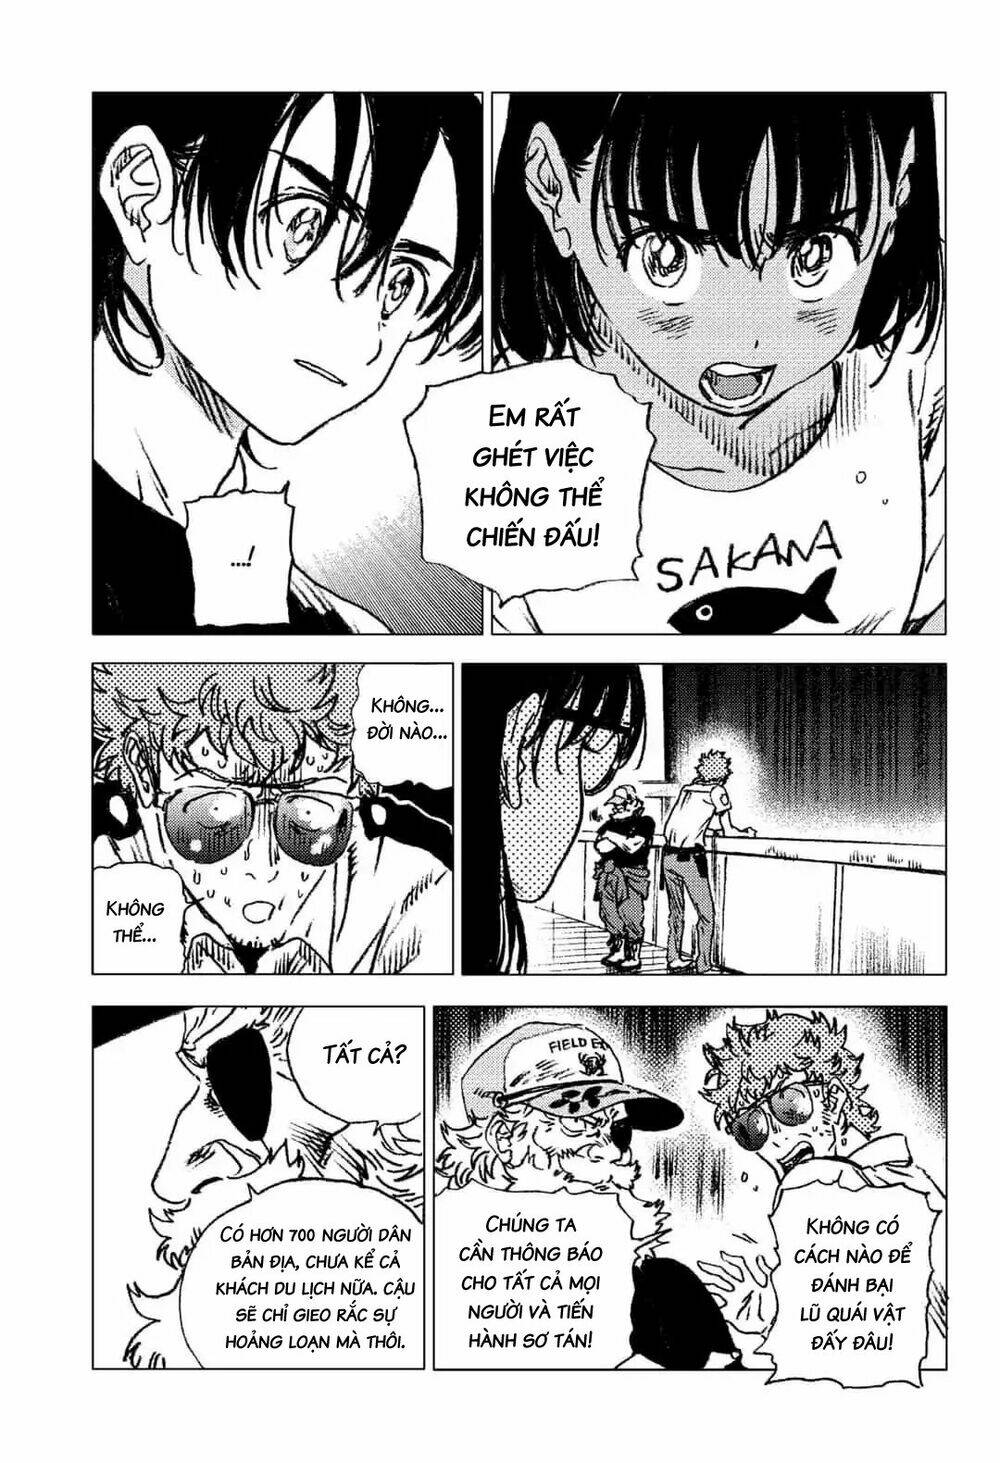 EM RẤT
GHÉT VIỆC
KHÔNG THỂ
CHIẾN ĐẤU!
...!
SAKANA
KHÔNG...
ĐỜI NÀO...
KHÔNG
THỂ...
FIELD
KHÔNG CÓ
CÁCH NÀO ĐỂ
ĐÁNH BẠI
LŨ QUÁI VẬT
ĐẤY ĐÂU!
CHÚNG TA
CẦN THÔNG BÁO
CHO TẤT CẢ MỌI
NGƯỜI VÀ TIẾN
HÀNH SƠ TÁN!
TẤT CẢ?
CÓ HƠN 700 NGƯỜI DÂN
BẢN ĐỊA, CHƯA KỂ CẢ
KHÁCH DU LỊCH NỮA. CẬU
SẼ CHỈ GIEO RẮC SỰ
HOẢNG LOẠN MÀ THÔI.